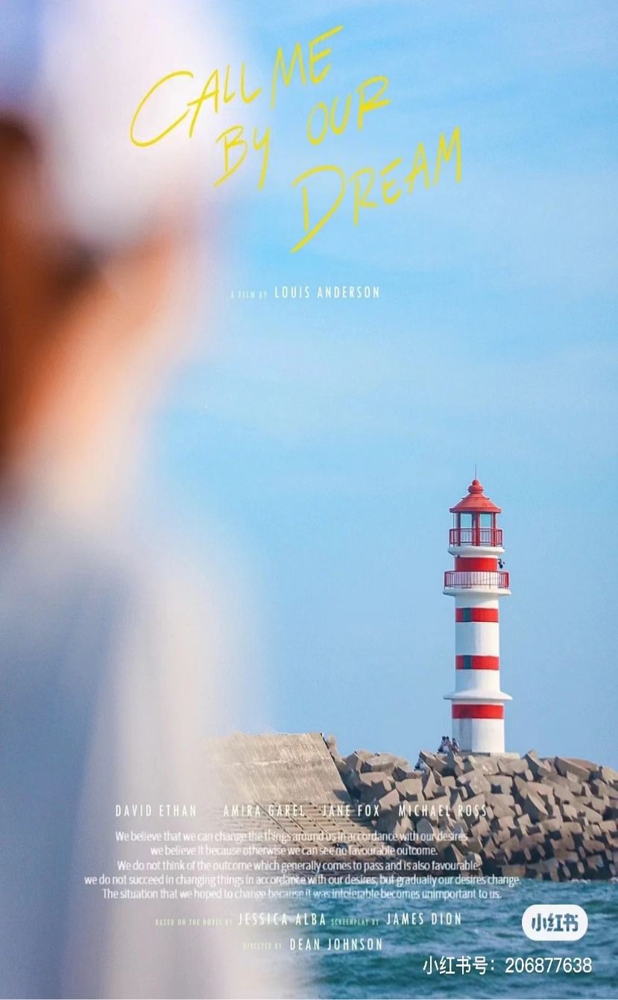 CALL ME
BY OUR
DREAM
A FILM BY LOUIS ANDERSON
DAVID ETHAN AMIRA GAREL JANE FOX MICHAEL ROSS
We believe that we can change the things around us in accordance with our desires
we believe it because otherwise we can see no favourable outcome.
We do not think of the outcome which generally comes to pass and is also favourable:
we do not succeed in changing things in accordance with our desires, but gradually our desires change.
The situation that we hoped to change because it was intolerable becomes unimportant to us.
BASED ON THE NOVEL BY JESSICA ALBA SCREENPLAY BY JAMES DION
DIRECTED BY DEAN JOHNSON
小红书
小红书号：206877638